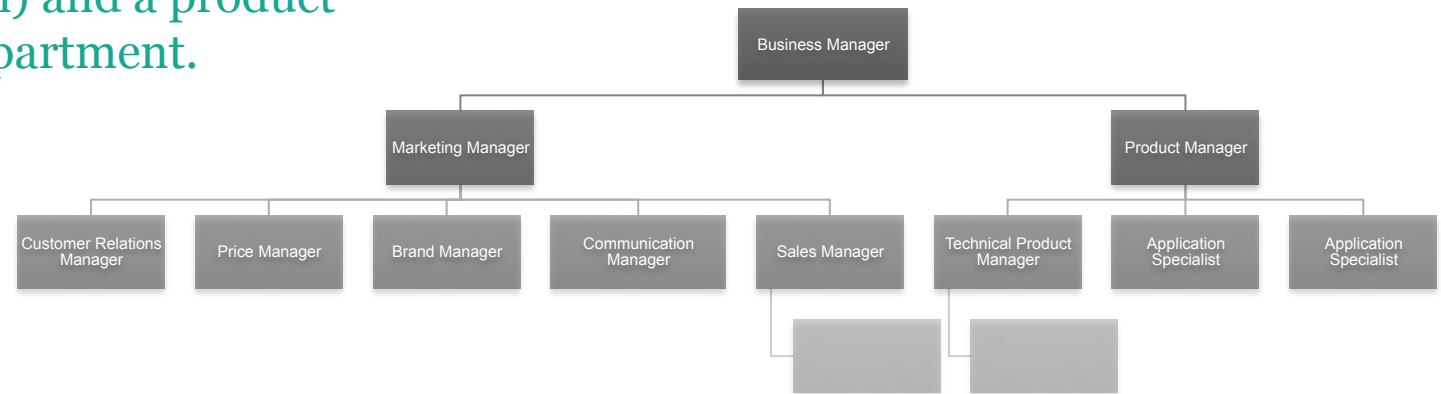 and a product
partment.
Business Manager
Marketing Manager
Product Manager
Customer Relations
Manager
Price Manager
Brand Manager
Communication
Manager
Sales Manager
Technical Product
Manager
Application
Specialist
Application
Specialist